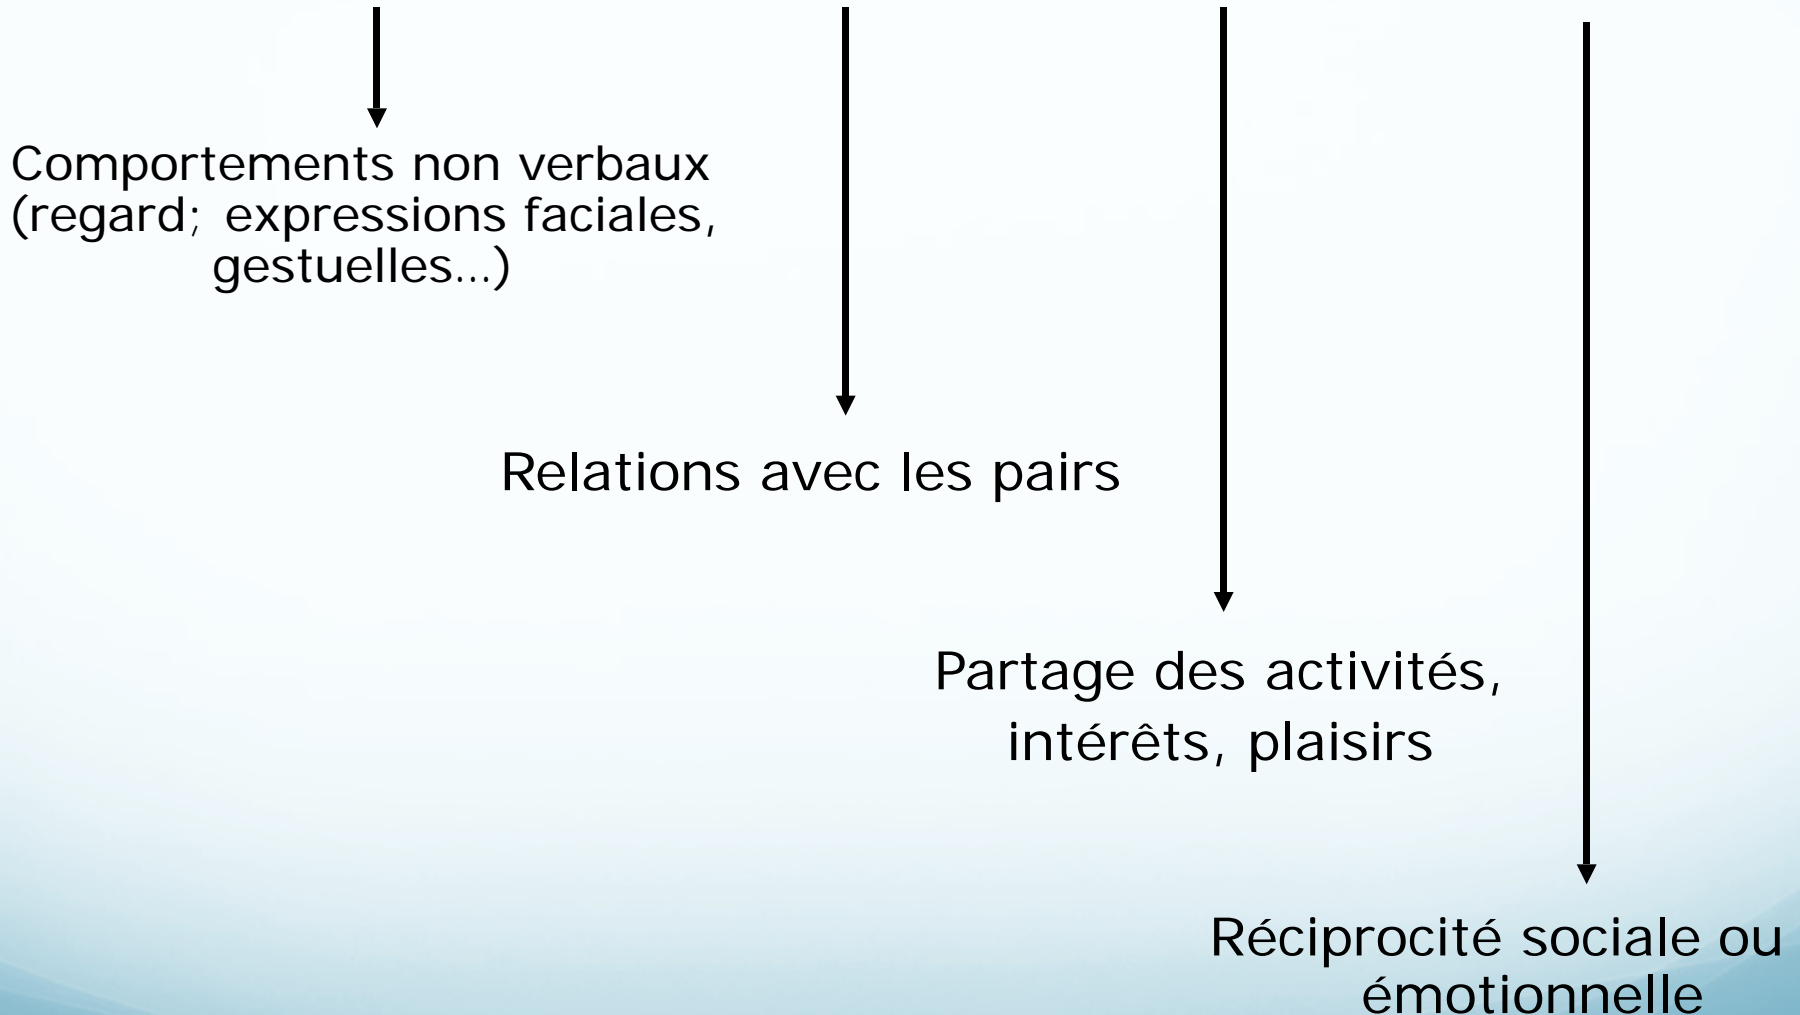 Comportements non verbaux
(regard; expressions faciales,
gestuelles...)
Relations avec les pairs
Partage des activités,
intérêts, plaisirs
Réciprocité sociale ou
émotionnelle